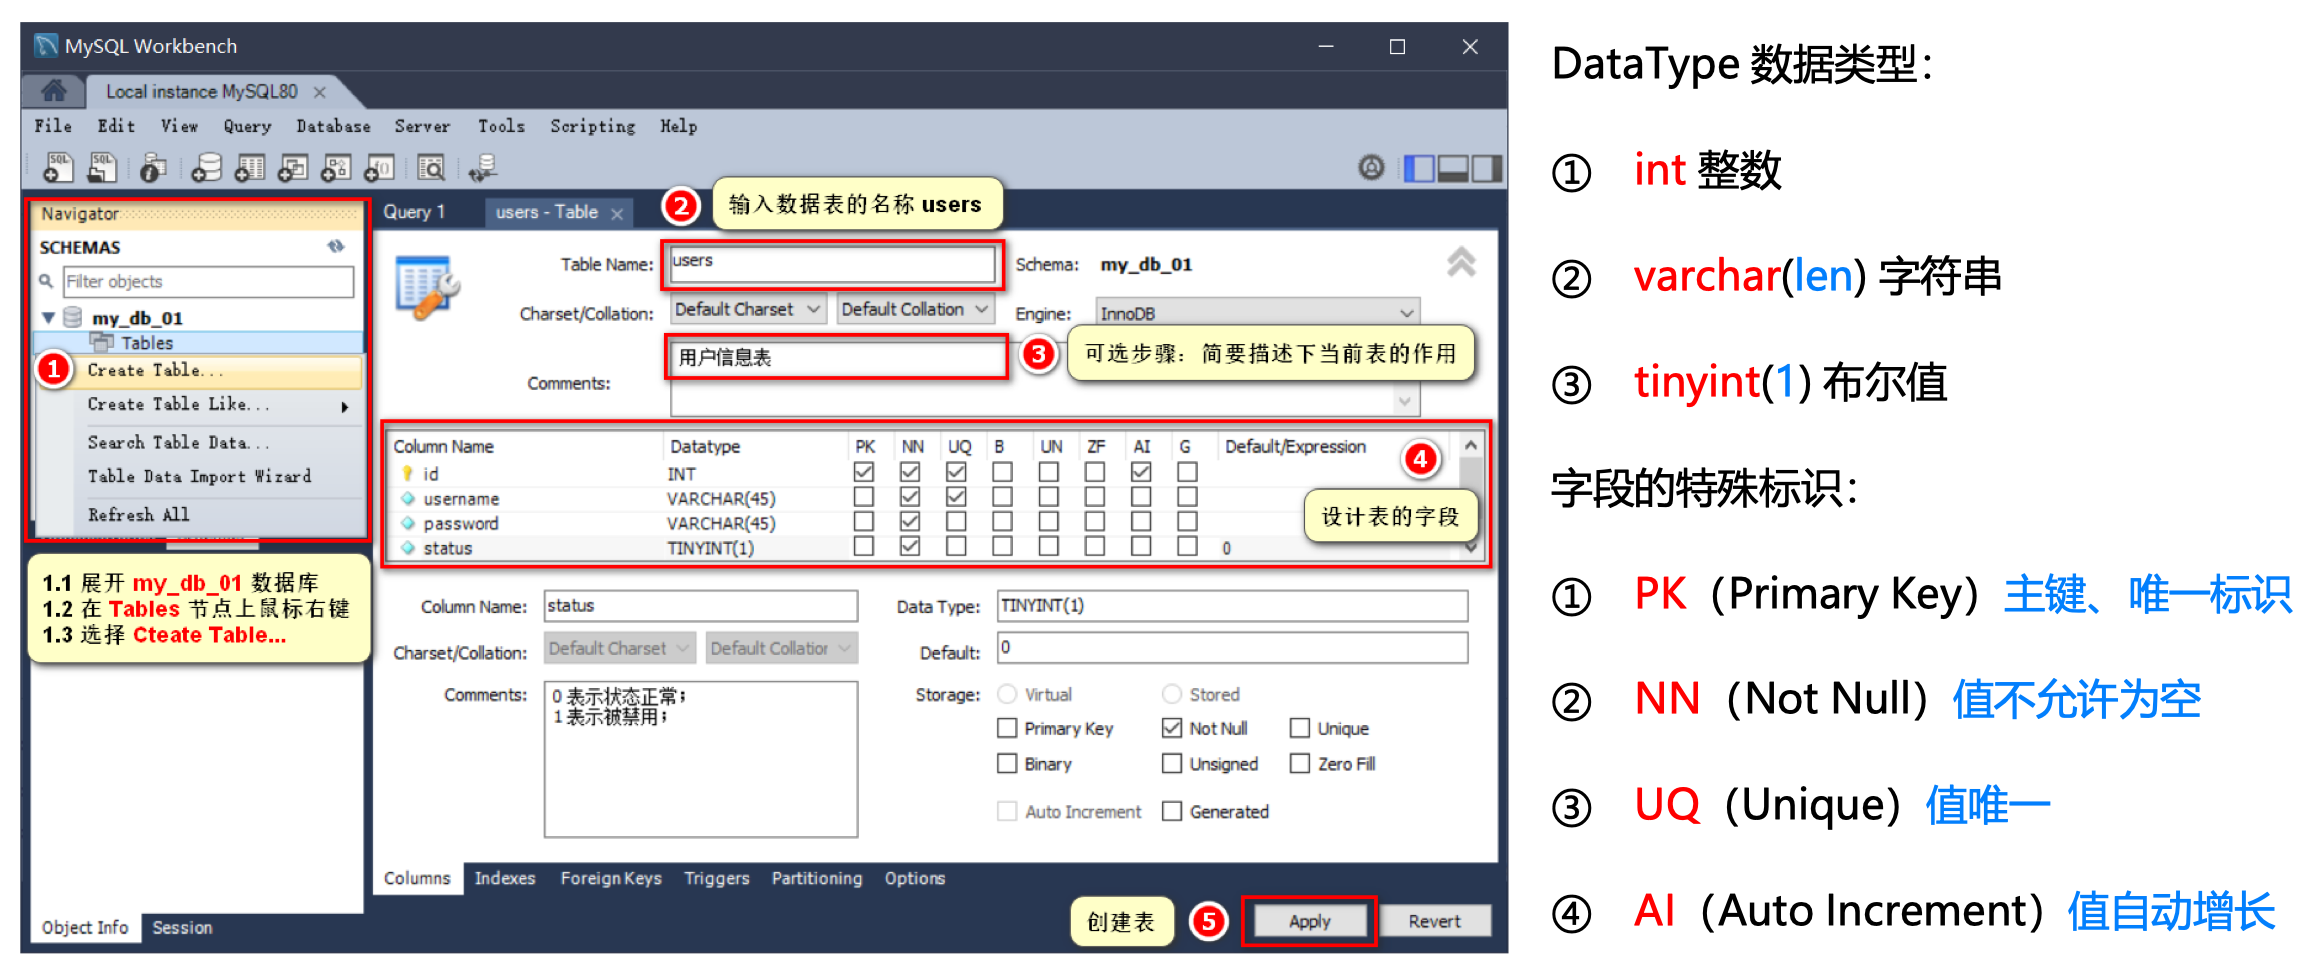 MySQL Workbench
Local instance MySQL80
File Edit View Query Database Server Tools Scripting Help
Navigator
SCHEMAS
Filter objects
my_db_01
Tables
1
Create Table...
Create Table Like...
Search Table Data...
Table Data Import Wizard
Refresh All
1.1 展开 my_db_01 数据库
1.2 在 Tables 节点上鼠标右键
1.3 选择 Cteate Table...
Object Info Session
Query 1 users - Table
2 输入数据表的名称 users
Table Name: users Schema: my_db_01
Charset/Collation: Default Charset Default Collation Engine: InnoDB
用户信息表
3 可选步骤：简要描述下当前表的作用
Comments:
Column Name Datatype PK NN UQ B UN ZF AI G Default/Expression
4
id INT
username VARCHAR(45)
password VARCHAR(45)
status TINYINT(1) 0
设计表的字段
Column Name: status Data Type: TINYINT(1)
Charset/Collation: Default Charset Default Collation Default: 0
Comments: 0 表示状态正常；
1 表示被禁用；
Storage: Virtual Stored
Primary Key Not Null Unique
Binary Unsigned Zero Fill
Auto Increment Generated
Columns Indexes Foreign Keys Triggers Partitioning Options
创建表 5 Apply Revert
DataType 数据类型：
① int 整数
② varchar(len) 字符串
③ tinyint(1) 布尔值
字段的特殊标识：
① PK（Primary Key）主键、唯一标识
② NN（Not Null）值不允许为空
③ UQ（Unique）值唯一
④ AI（Auto Increment）值自动增长